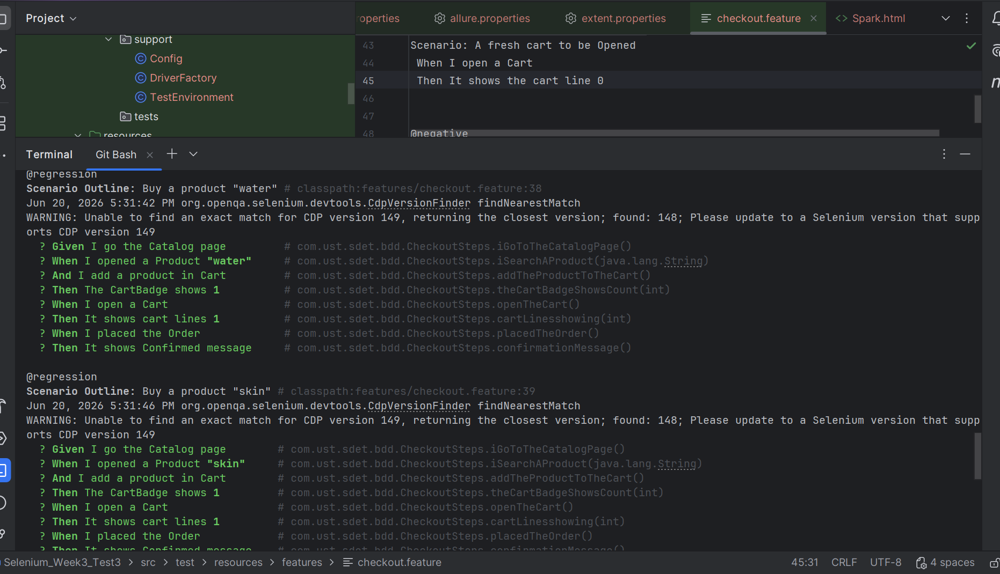 Project
operties
allure.properties
extent.properties
checkout.feature
<> Spark.html
support
Config
DriverFactory
TestEnvironment
tests
resources
43 Scenario: A fresh cart to be Opened
44 When I open a Cart
45 Then It shows the cart line 0
46
47
48 @negative
Terminal
Git Bash
@regression
Scenario Outline: Buy a product "water" # classpath:features/checkout.feature:38
Jun 20, 2026 5:31:42 PM org.openqa.selenium.devtools.CdpVersionFinder findNearestMatch
WARNING: Unable to find an exact match for CDP version 149, returning the closest version; found: 148; Please update to a Selenium version that supp
orts CDP version 149
? Given I go the Catalog page # com.ust.sdet.bdd.CheckoutSteps.iGoToTheCatalogPage()
? When I opened a Product "water" # com.ust.sdet.bdd.CheckoutSteps.iSearchAProduct(java.lang.String)
? And I add a product in Cart # com.ust.sdet.bdd.CheckoutSteps.addTheProductToTheCart()
? Then The CartBadge shows 1 # com.ust.sdet.bdd.CheckoutSteps.theCartBadgeShowsCount(int)
? When I open a Cart # com.ust.sdet.bdd.CheckoutSteps.openTheCart()
? Then It shows cart lines 1 # com.ust.sdet.bdd.CheckoutSteps.cartLinesshowing(int)
? When I placed the Order # com.ust.sdet.bdd.CheckoutSteps.placedTheOrder()
? Then It shows Confirmed message # com.ust.sdet.bdd.CheckoutSteps.confirmationMessage()
@regression
Scenario Outline: Buy a product "skin" # classpath:features/checkout.feature:39
Jun 20, 2026 5:31:46 PM org.openqa.selenium.devtools.CdpVersionFinder findNearestMatch
WARNING: Unable to find an exact match for CDP version 149, returning the closest version; found: 148; Please update to a Selenium version that supp
orts CDP version 149
? Given I go the Catalog page # com.ust.sdet.bdd.CheckoutSteps.iGoToTheCatalogPage()
? When I opened a Product "skin" # com.ust.sdet.bdd.CheckoutSteps.iSearchAProduct(java.lang.String)
? And I add a product in Cart # com.ust.sdet.bdd.CheckoutSteps.addTheProductToTheCart()
? Then The CartBadge shows 1 # com.ust.sdet.bdd.CheckoutSteps.theCartBadgeShowsCount(int)
? When I open a Cart # com.ust.sdet.bdd.CheckoutSteps.openTheCart()
? Then It shows cart lines 1 # com.ust.sdet.bdd.CheckoutSteps.cartLinesshowing(int)
? When I placed the Order # com.ust.sdet.bdd.CheckoutSteps.placedTheOrder()
? Then It shows Confirmed message # com.ust.sdet.bdd.CheckoutSteps.confirmationMessage()
Selenium_Week3_Test3 > src > test > resources > features > checkout.feature
45:31 CRLF UTF-8 4 spaces